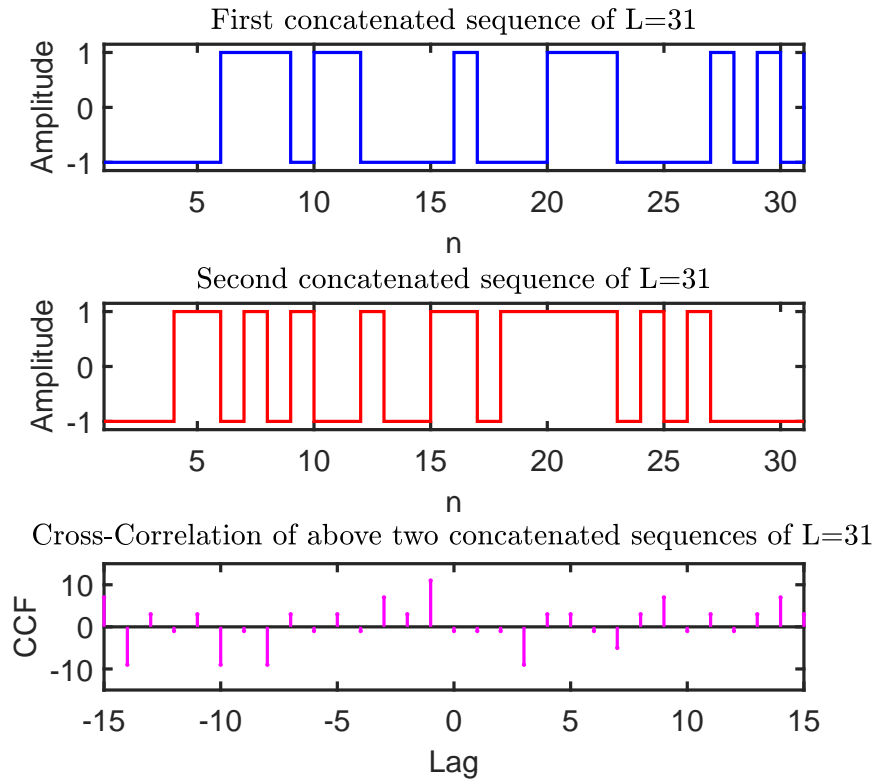 First concatenated sequence of L=31
1
0
-1
Amplitude
5 10 15 20 25 30
n
Second concatenated sequence of L=31
1
0
-1
Amplitude
5 10 15 20 25 30
n
Cross-Correlation of above two concatenated sequences of L=31
10
0
-10
CCF
-15 -10 -5 0 5 10 15
Lag